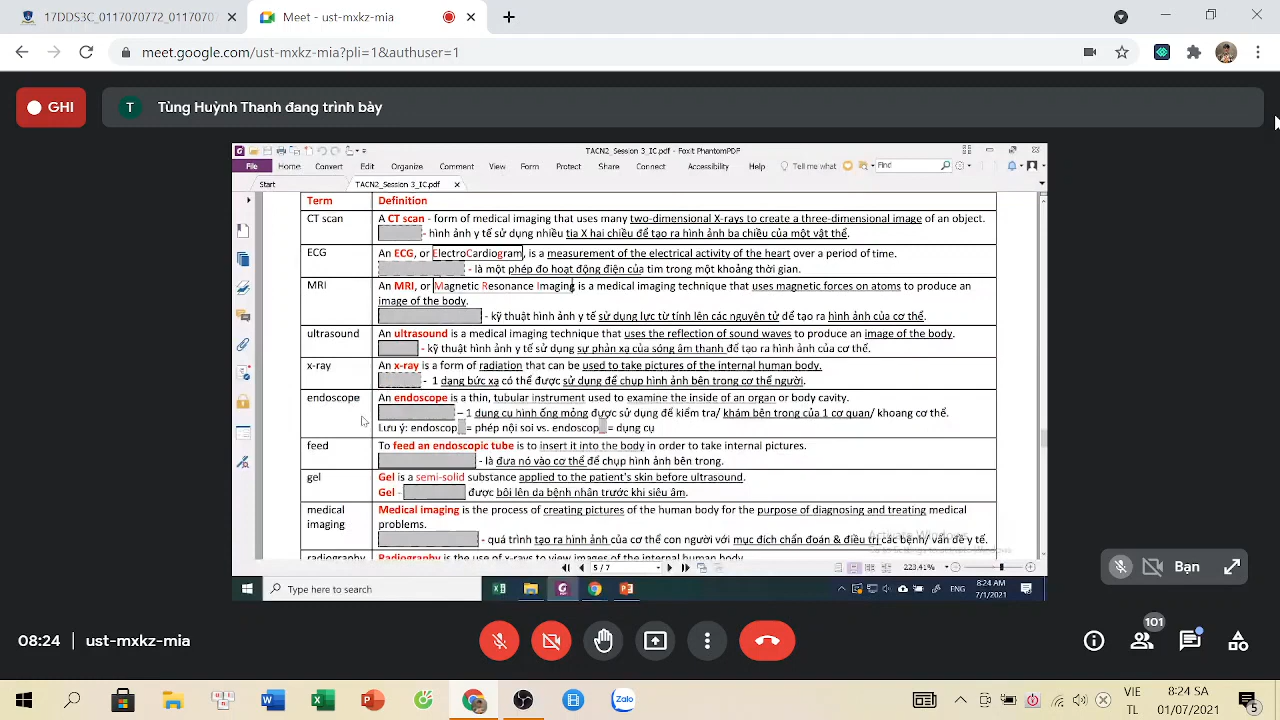 17DDS3C_0117070772_01170704
Meet - ust-mxkz-mia
meet.google.com/ust-mxkz-mia?pli=1&authuser=1
GHI
T
Tùng Huỳnh Thanh đang trình bày
TACN2_Session 3_IC.pdf - Foxit PhantomPDF
File Home Convert Edit Organize Comment View Form Protect Share Connect Accessibility Help Tell me what Find
Start TACN2_Session 3_IC.pdf
Term Definition
CT scan A CT scan - form of medical imaging that uses many two-dimensional X-rays to create a three-dimensional image of an object.
- hình ảnh y tế sử dụng nhiều tia X hai chiều để tạo ra hình ảnh ba chiều của một vật thể.
ECG An ECG, or ElectroCardiogram, is a measurement of the electrical activity of the heart over a period of time.
- là một phép đo hoạt động điện của tim trong một khoảng thời gian.
MRI An MRI, or Magnetic Resonance Imaging is a medical imaging technique that uses magnetic forces on atoms to produce an
image of the body.
- kỹ thuật hình ảnh y tế sử dụng lực từ tính lên các nguyên tử để tạo ra hình ảnh của cơ thể.
ultrasound An ultrasound is a medical imaging technique that uses the reflection of sound waves to produce an image of the body.
- kỹ thuật hình ảnh y tế sử dụng sự phản xạ của sóng âm thanh để tạo ra hình ảnh của cơ thể.
x-ray An x-ray is a form of radiation that can be used to take pictures of the internal human body.
- 1 dạng bức xạ có thể được sử dụng để chụp hình ảnh bên trong cơ thể người.
endoscope An endoscope is a thin, tubular instrument used to examine the inside of an organ or body cavity.
– 1 dụng cụ hình ống mỏng được sử dụng để kiểm tra/ khám bên trong của 1 cơ quan/ khoang cơ thể.
Lưu ý: endoscop = phép nội soi vs. endoscop = dụng cụ
feed To feed an endoscopic tube is to insert it into the body in order to take internal pictures.
- là đưa nó vào cơ thể để chụp hình ảnh bên trong.
gel Gel is a semi-solid substance applied to the patient's skin before ultrasound.
Gel - được bôi lên da bệnh nhân trước khi siêu âm.
medical Medical imaging is the process of creating pictures of the human body for the purpose of diagnosing and treating medical
imaging problems.
- quá trình tạo ra hình ảnh của cơ thể con người với mục đích chẩn đoán & điều trị các bệnh/ vấn đề y tế.
radiography Radiography is the use of x-rays to view images of the internal human body.
5 / 7 223.41%
Type here to search
ENG
8:24 AM
7/1/2021
Bạn
08:24 ust-mxkz-mia
101
VIE
TL
8:24 SA
01/07/2021
Zalo
5